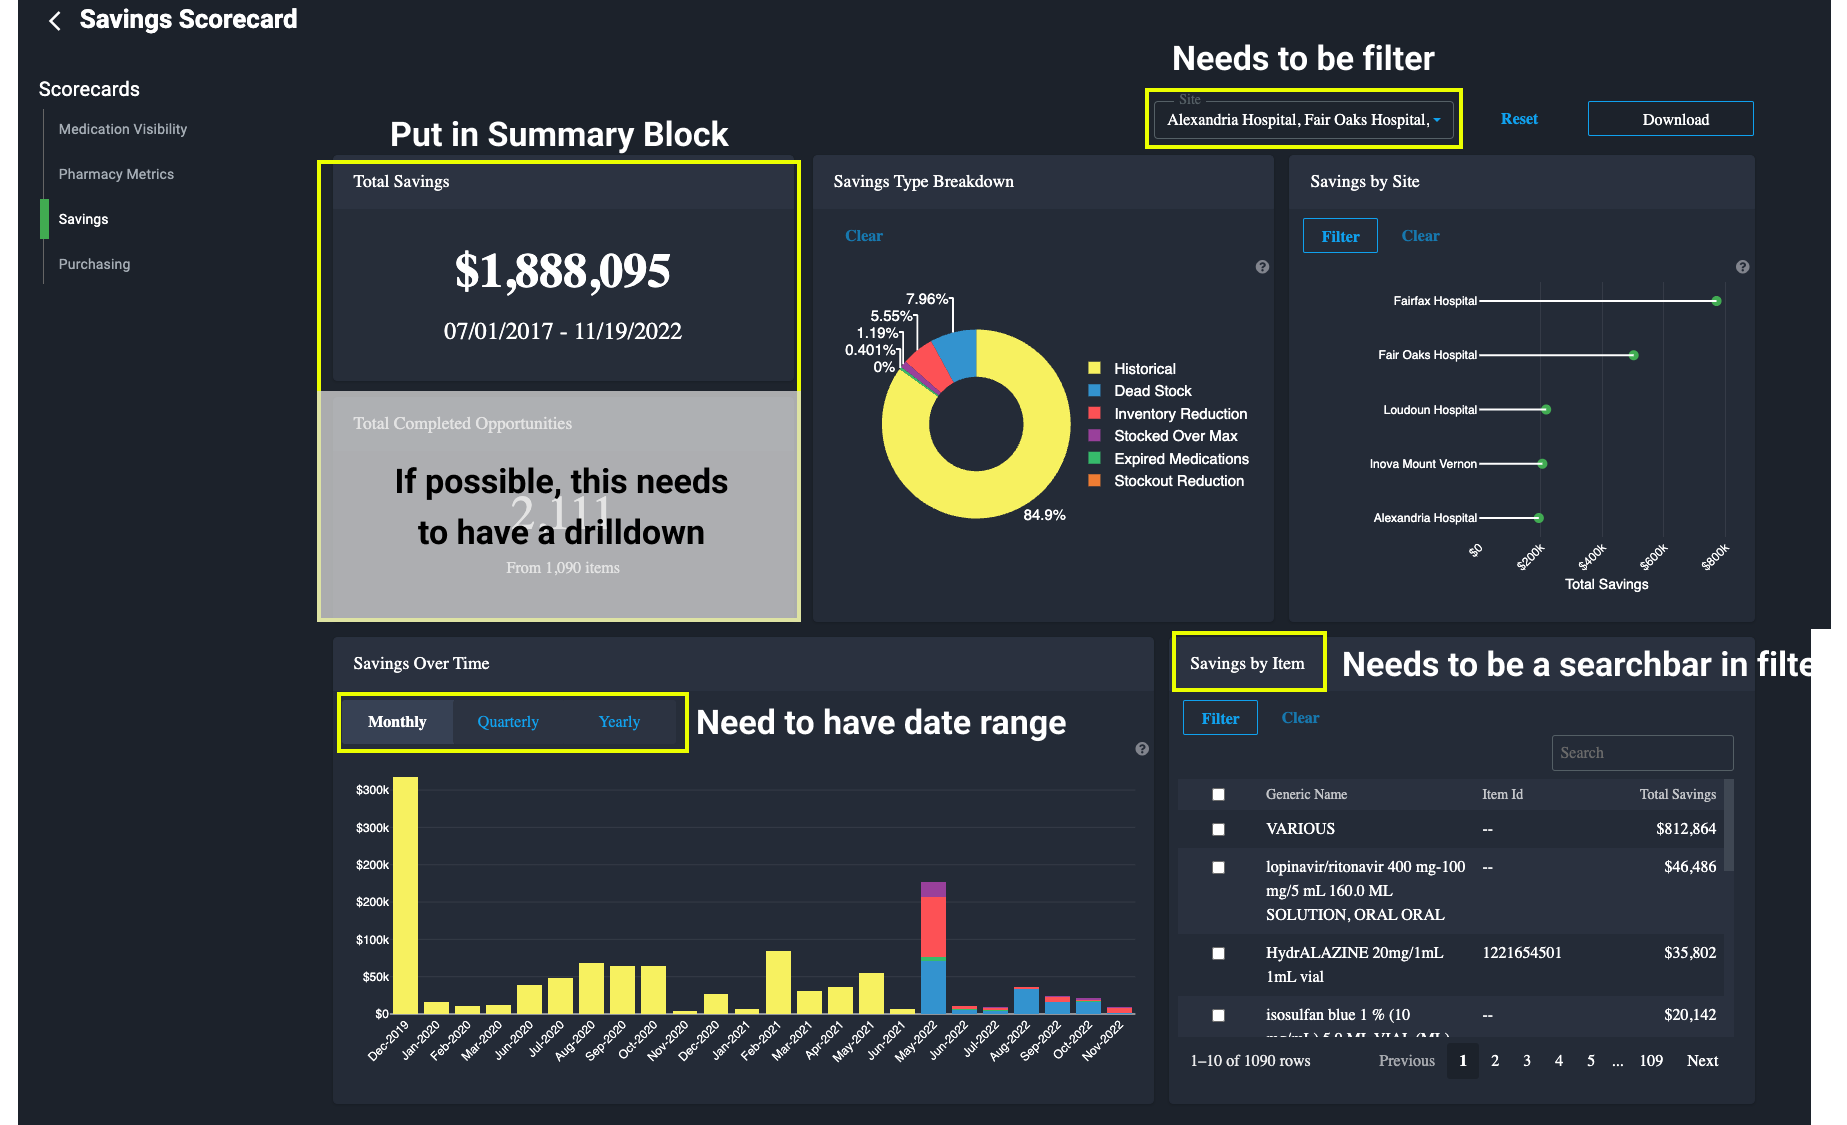 Savings Scorecard
Needs to be filter
Scorecards
Medication Visibility
Pharmacy Metrics
Savings
Purchasing
Site
Alexandria Hospital, Fair Oaks Hospital,
Reset
Download
Put in Summary Block
Total Savings
$1,888,095
07/01/2017 - 11/19/2022
Total Completed Opportunities
If possible, this needs
2,111
to have a drilldown
From 1,090 items
Savings Type Breakdown
Clear
7.96%
5.55%
1.19%
0.401%
0%
84.9%
Historical
Dead Stock
Inventory Reduction
Stocked Over Max
Expired Medications
Stockout Reduction
Savings by Site
Filter
Clear
Fairfax Hospital
Fair Oaks Hospital
Loudoun Hospital
Inova Mount Vernon
Alexandria Hospital
$0
$200k
$400k
$600k
$800k
Total Savings
Savings Over Time
Monthly
Quarterly
Yearly
Need to have date range
$300k
$300k
$200k
$200k
$100k
$50k
$0
Dec-2019
Jan-2020
Feb-2020
Mar-2020
Jun-2020
Jul-2020
Aug-2020
Sep-2020
Oct-2020
Nov-2020
Dec-2020
Jan-2021
Feb-2021
Mar-2021
Apr-2021
May-2021
Jun-2021
May-2022
Jun-2022
Jul-2022
Aug-2022
Sep-2022
Oct-2022
Nov-2022
Savings by Item
Needs to be a searchbar in filte
Filter
Clear
Search
Generic Name Item Id Total Savings
VARIOUS -- $812,864
lopinavir/ritonavir 400 mg-100 -- $46,486
mg/5 mL 160.0 ML
SOLUTION, ORAL ORAL
HydrALAZINE 20mg/1mL 1221654501 $35,802
1mL vial
isosulfan blue 1 % (10 -- $20,142
mg/mL) 5.0 ML VIAL (ML)
1–10 of 1090 rows
Previous 1 2 3 4 5 ... 109 Next